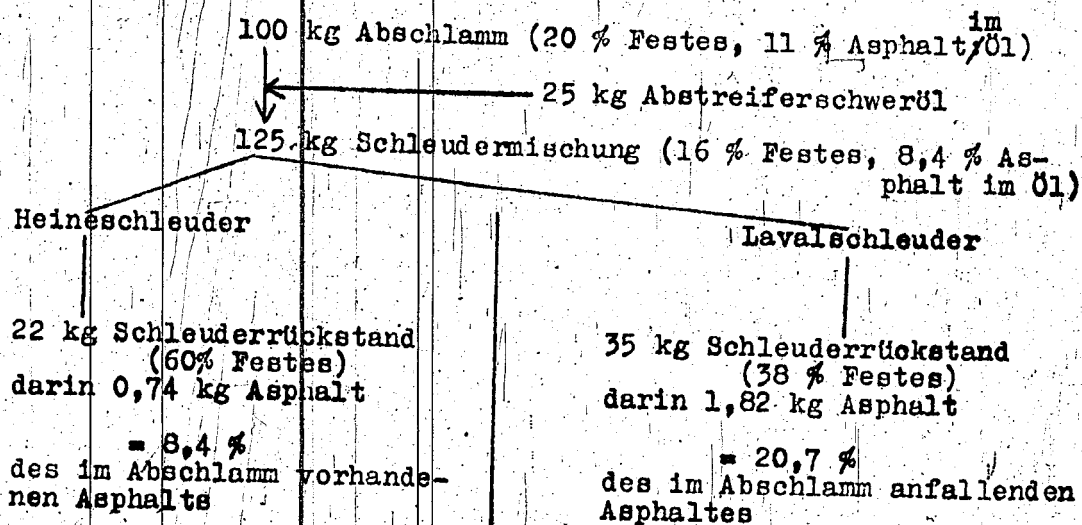 im
100 kg Abschlamm (20 % Festes, 11 % Asphalt/Öl)
25 kg Abstreiferschweröl
125 kg Schleudermischung (16 % Festes, 8,4 % As-
phalt im Öl)
Heineschleuder
22 kg Schleuderrückstand
(60% Festes)
darin 0,74 kg Asphalt
= 8,4 %
des im Abschlamm vorhande-
nen Asphalts
Lavalschleuder
35 kg Schleuderrückstand
(38 % Festes)
darin 1,82 kg Asphalt
= 20,7 %
des im Abschlamm anfallenden
Asphaltes